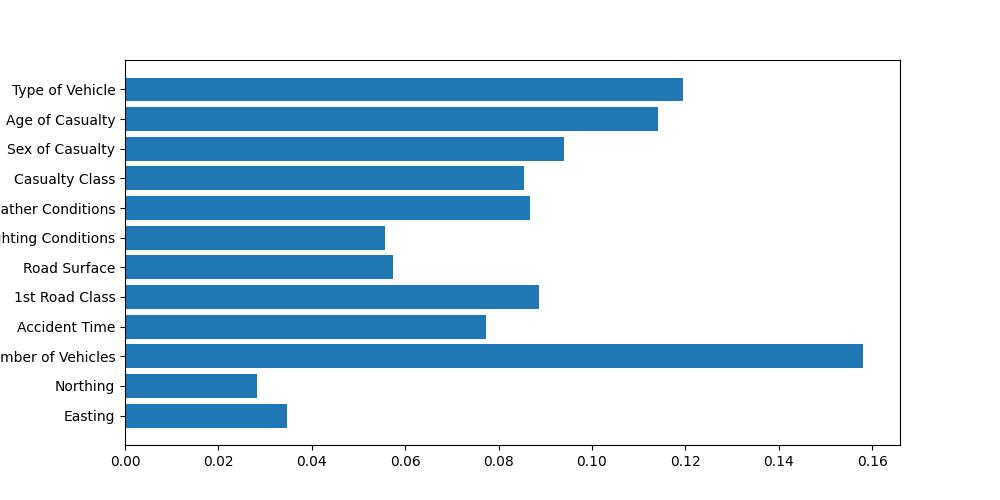 Type of Vehicle
Age of Casualty
Sex of Casualty
Casualty Class
ather Conditions
hting Conditions
Road Surface
1st Road Class
Accident Time
mber of Vehicles
Northing
Easting
0.00 0.02 0.04 0.06 0.08 0.10 0.12 0.14 0.16